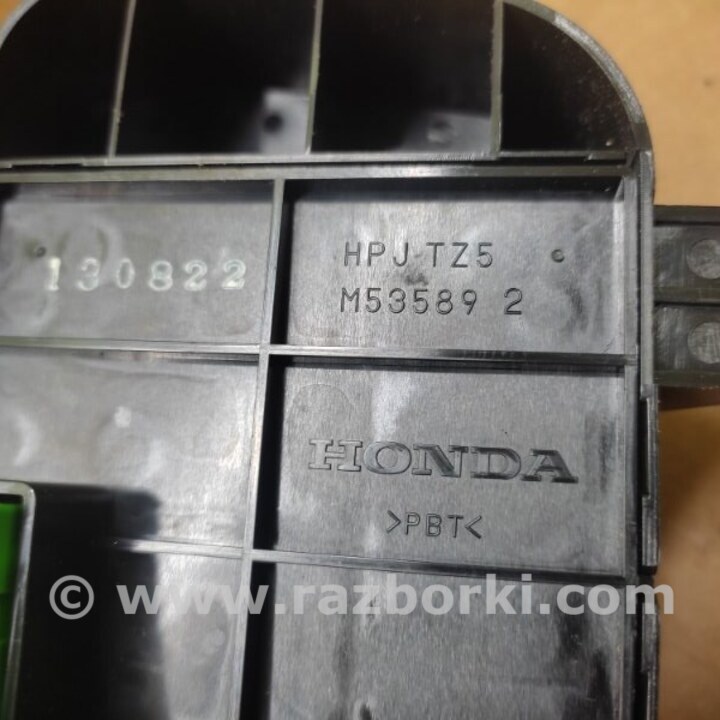 HPJ TZ5
130822
M53589 2
HONDA
>PBT<
© www.razborki.com